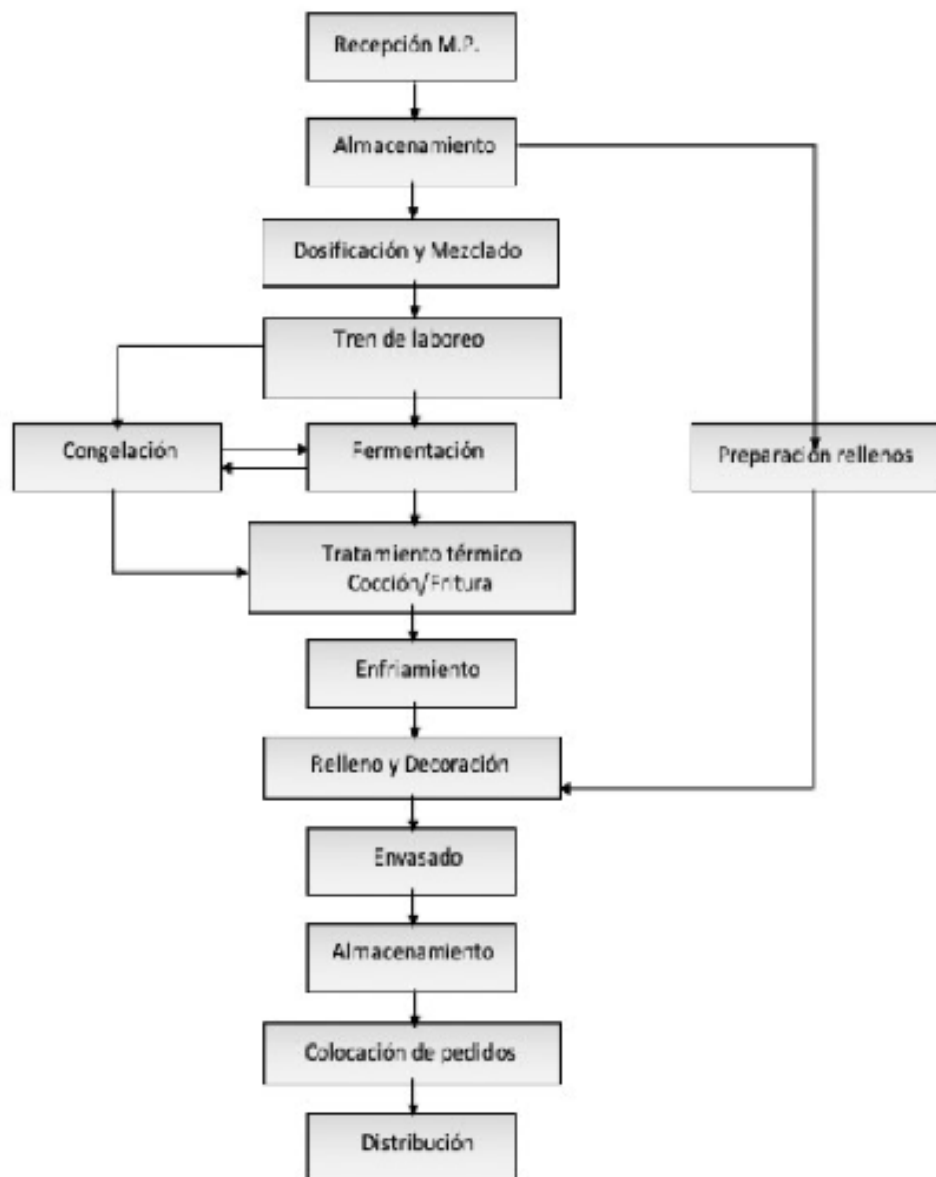 Recepción M.P.
Almacenamiento
Dosificación y Mezclado
Tren de laboreo
Congelación
Fermentación
Preparación rellenos
Tratamiento térmico
Cocción/Fritura
Enfriamiento
Relleno y Decoración
Envasado
Almacenamiento
Colocación de pedidos
Distribución